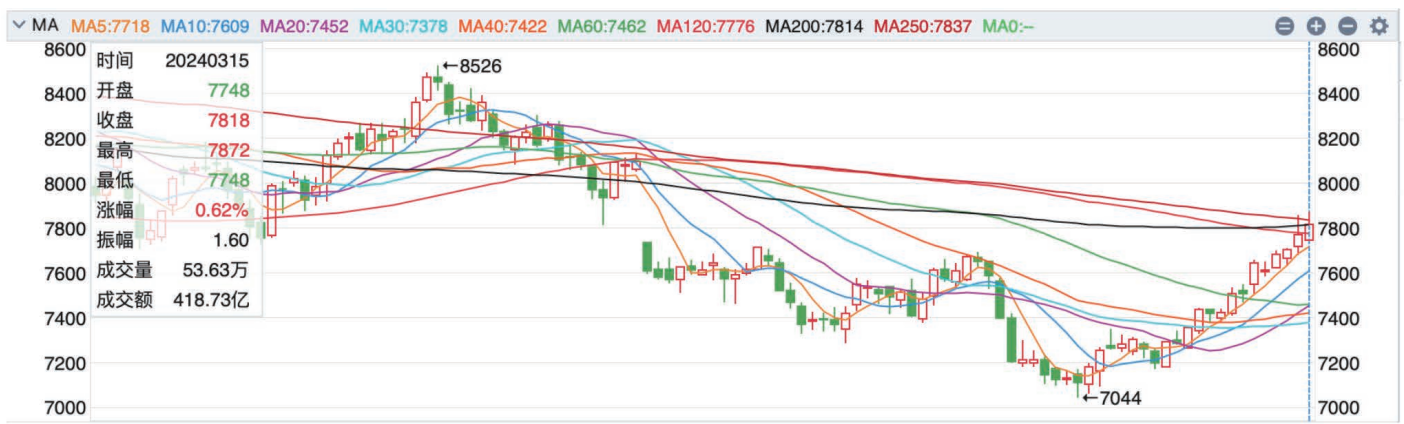 MA MA5:7718 MA10:7609 MA20:7452 MA30:7378 MA40:7422 MA60:7462 MA120:7776 MA200:7814 MA250:7837 MA0:--
8600 8600
时间 20240315
8400 开盘 7748 8400
收盘 7818
8200 最高 7872 8200
最低 7748
8000 涨幅 0.62% 8000
7800 振幅 1.60 7800
7600 成交量 53.63万 7600
成交额 418.73亿
7400 7400
7200 7200
7000 7000
←8526
←7044